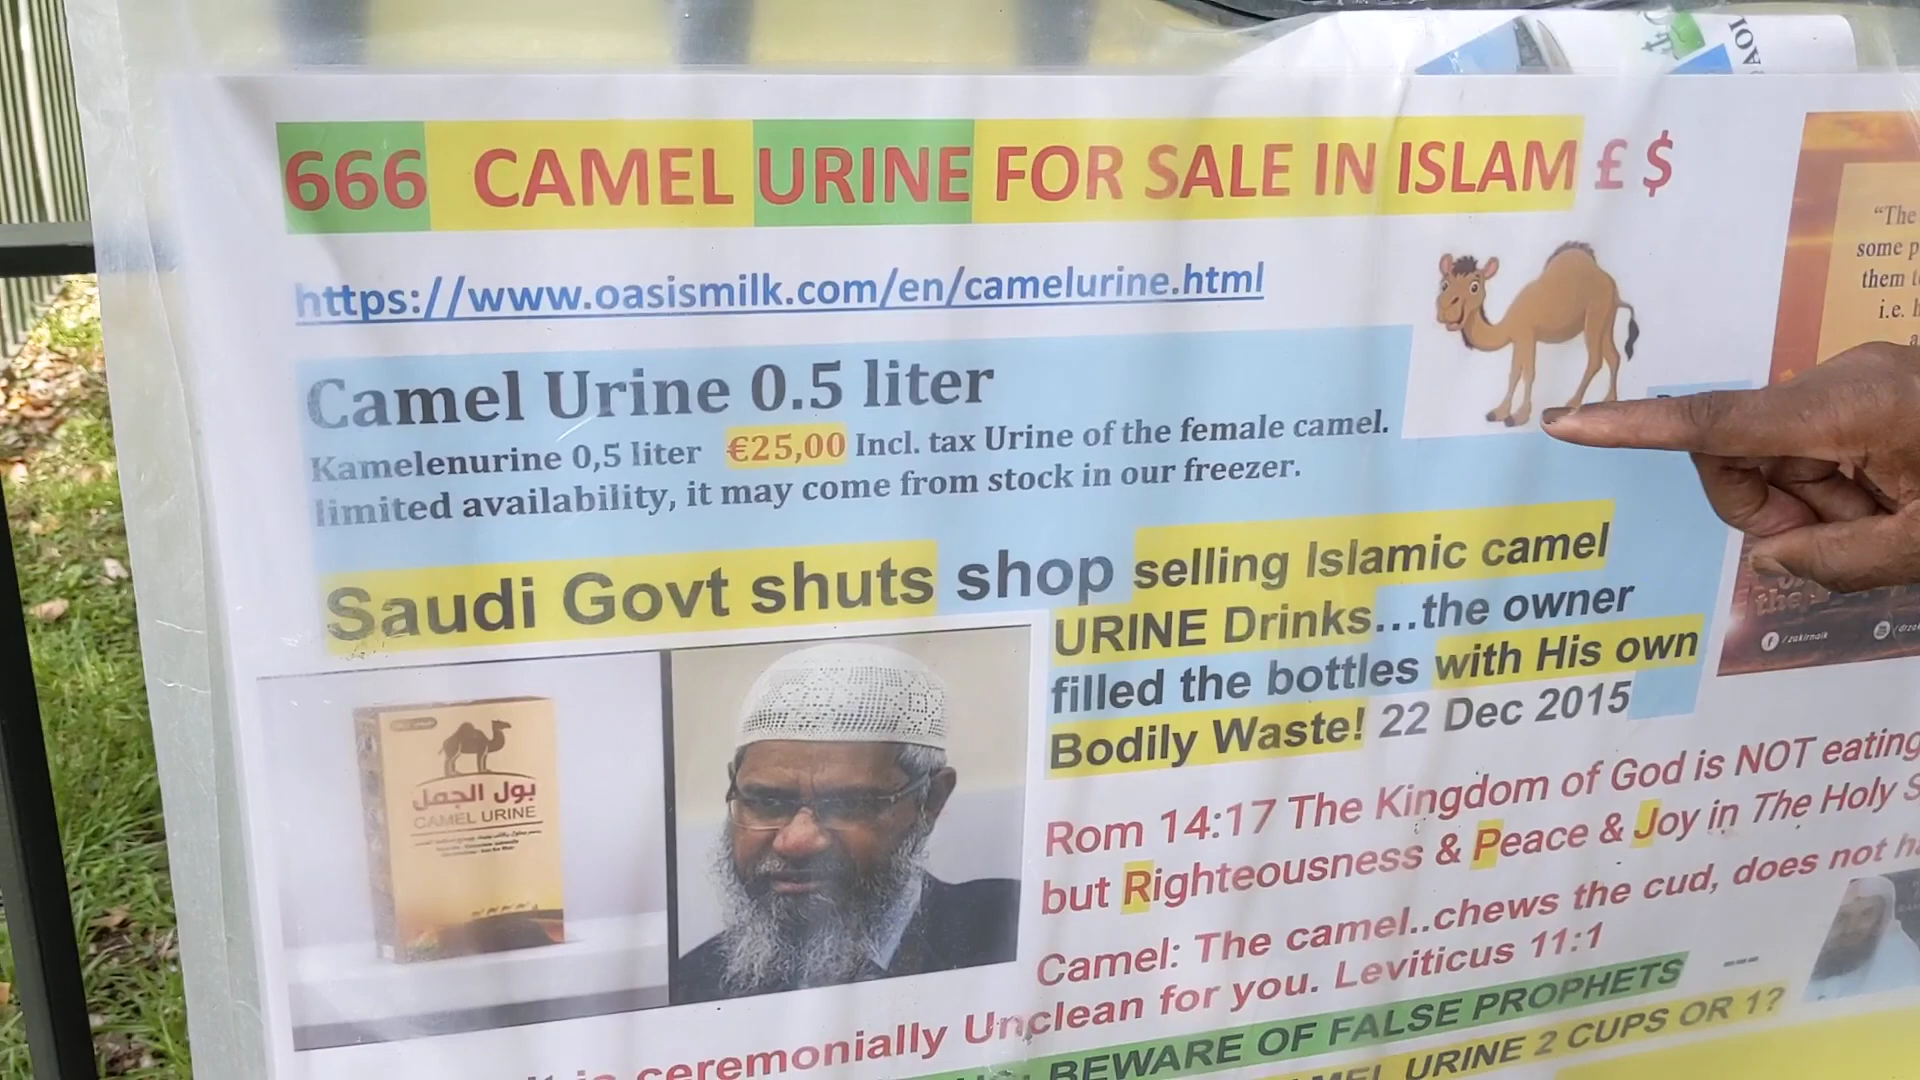 666 CAMEL URINE FOR SALE IN ISLAM £ $
https://www.oasismilk.com/en/camelurine.html
Camel Urine 0.5 liter
Kamelenurine 0,5 liter €25,00 Incl. tax Urine of the female camel.
limited availability, it may come from stock in our freezer.
Saudi Govt shuts shop selling Islamic camel
URINE Drinks...the owner
filled the bottles with His own
Bodily Waste! 22 Dec 2015
بول الجمل
CAMEL URINE
Rom 14:17 The Kingdom of God is NOT eating
but Righteousness & Peace & Joy in The Holy S
Camel: The camel..chews the cud, does not ha
it is ceremonially Unclean for you. Leviticus 11:1
BEWARE OF FALSE PROPHETS ---
URINE 2 CUPS OR 1?
"The
some p
them t
i.e. h
the
/zakirnaik